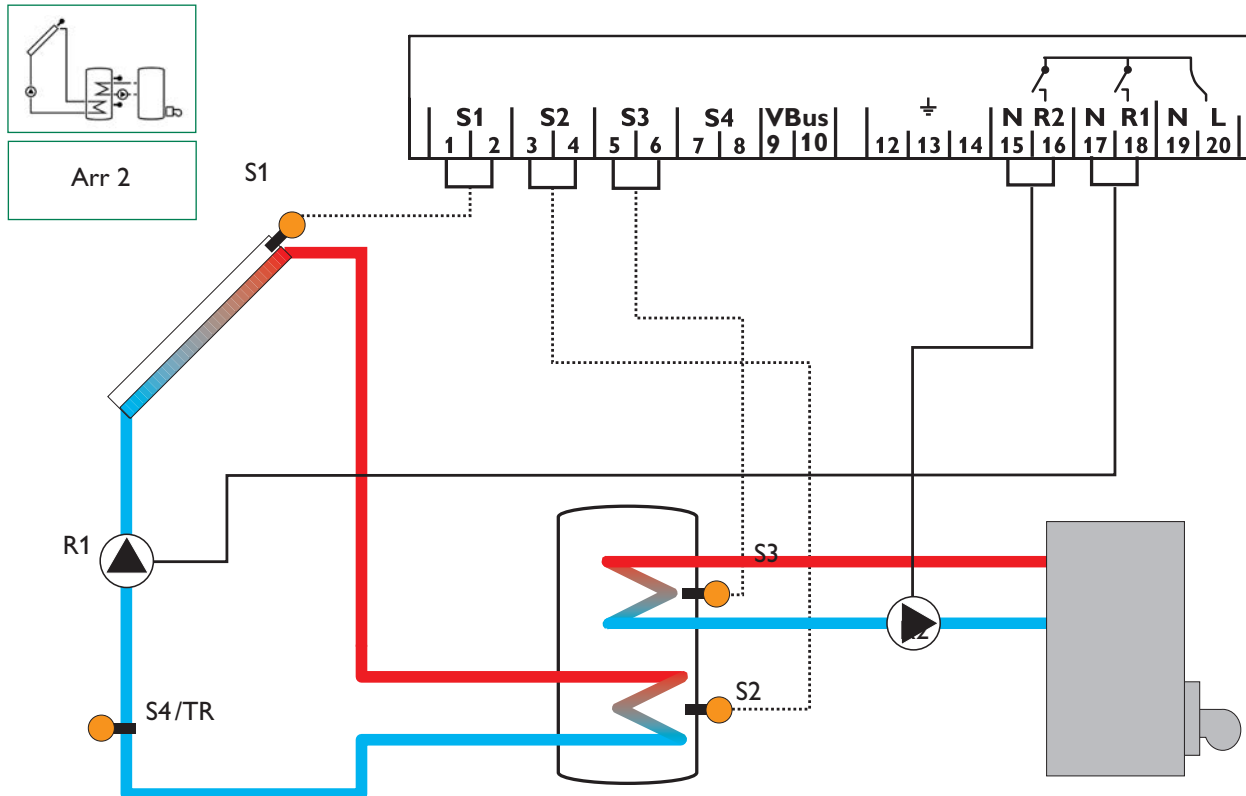 Arr 2
S1
S1 S2 S3 S4 VBus ⏚ N R2 N R1 N L
1 2 3 4 5 6 7 8 9 10 12 13 14 15 16 17 18 19 20
R1
S3
S4/TR
S2